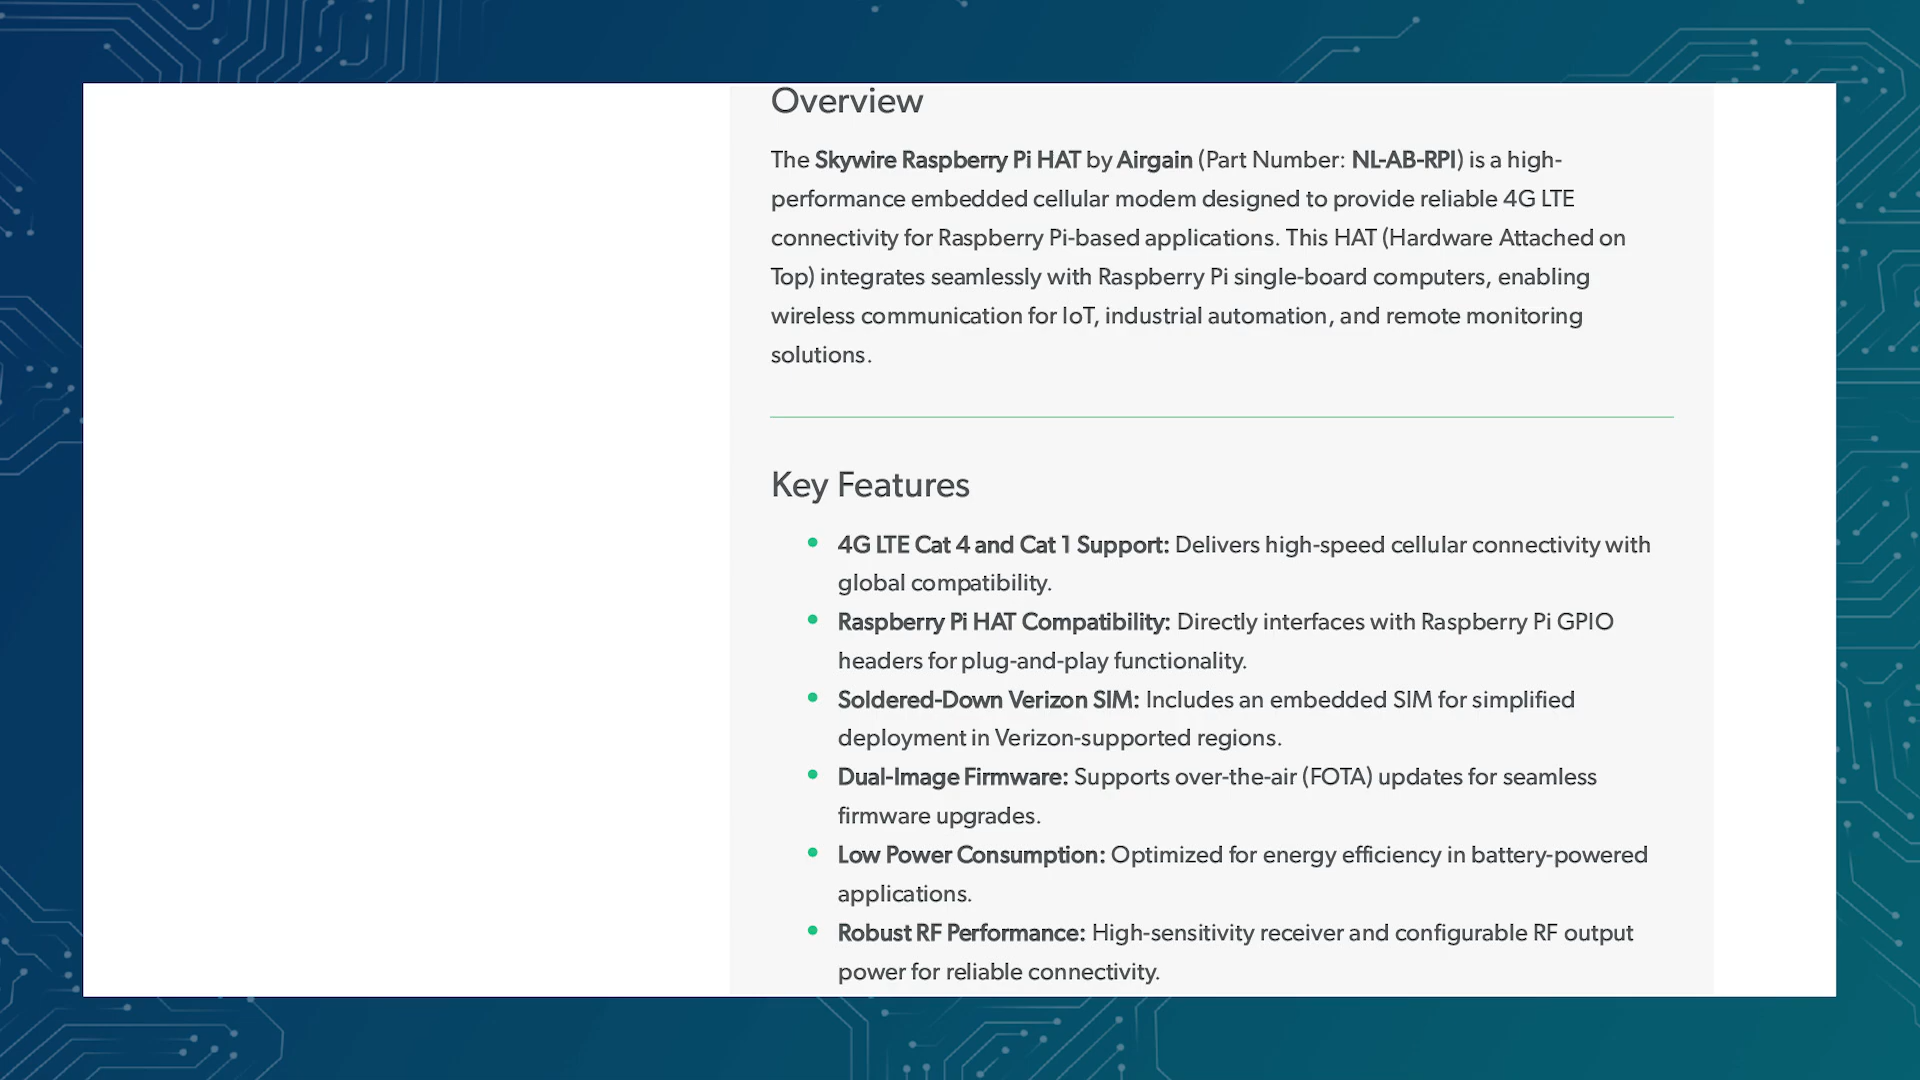 Overview
The Skywire Raspberry Pi HAT by Airgain (Part Number: NL-AB-RPI) is a high-
performance embedded cellular modem designed to provide reliable 4G LTE
connectivity for Raspberry Pi-based applications. This HAT (Hardware Attached on
Top) integrates seamlessly with Raspberry Pi single-board computers, enabling
wireless communication for IoT, industrial automation, and remote monitoring
solutions.
Key Features
4G LTE Cat 4 and Cat 1 Support: Delivers high-speed cellular connectivity with
global compatibility.
Raspberry Pi HAT Compatibility: Directly interfaces with Raspberry Pi GPIO
headers for plug-and-play functionality.
Soldered-Down Verizon SIM: Includes an embedded SIM for simplified
deployment in Verizon-supported regions.
Dual-Image Firmware: Supports over-the-air (FOTA) updates for seamless
firmware upgrades.
Low Power Consumption: Optimized for energy efficiency in battery-powered
applications.
Robust RF Performance: High-sensitivity receiver and configurable RF output
power for reliable connectivity.